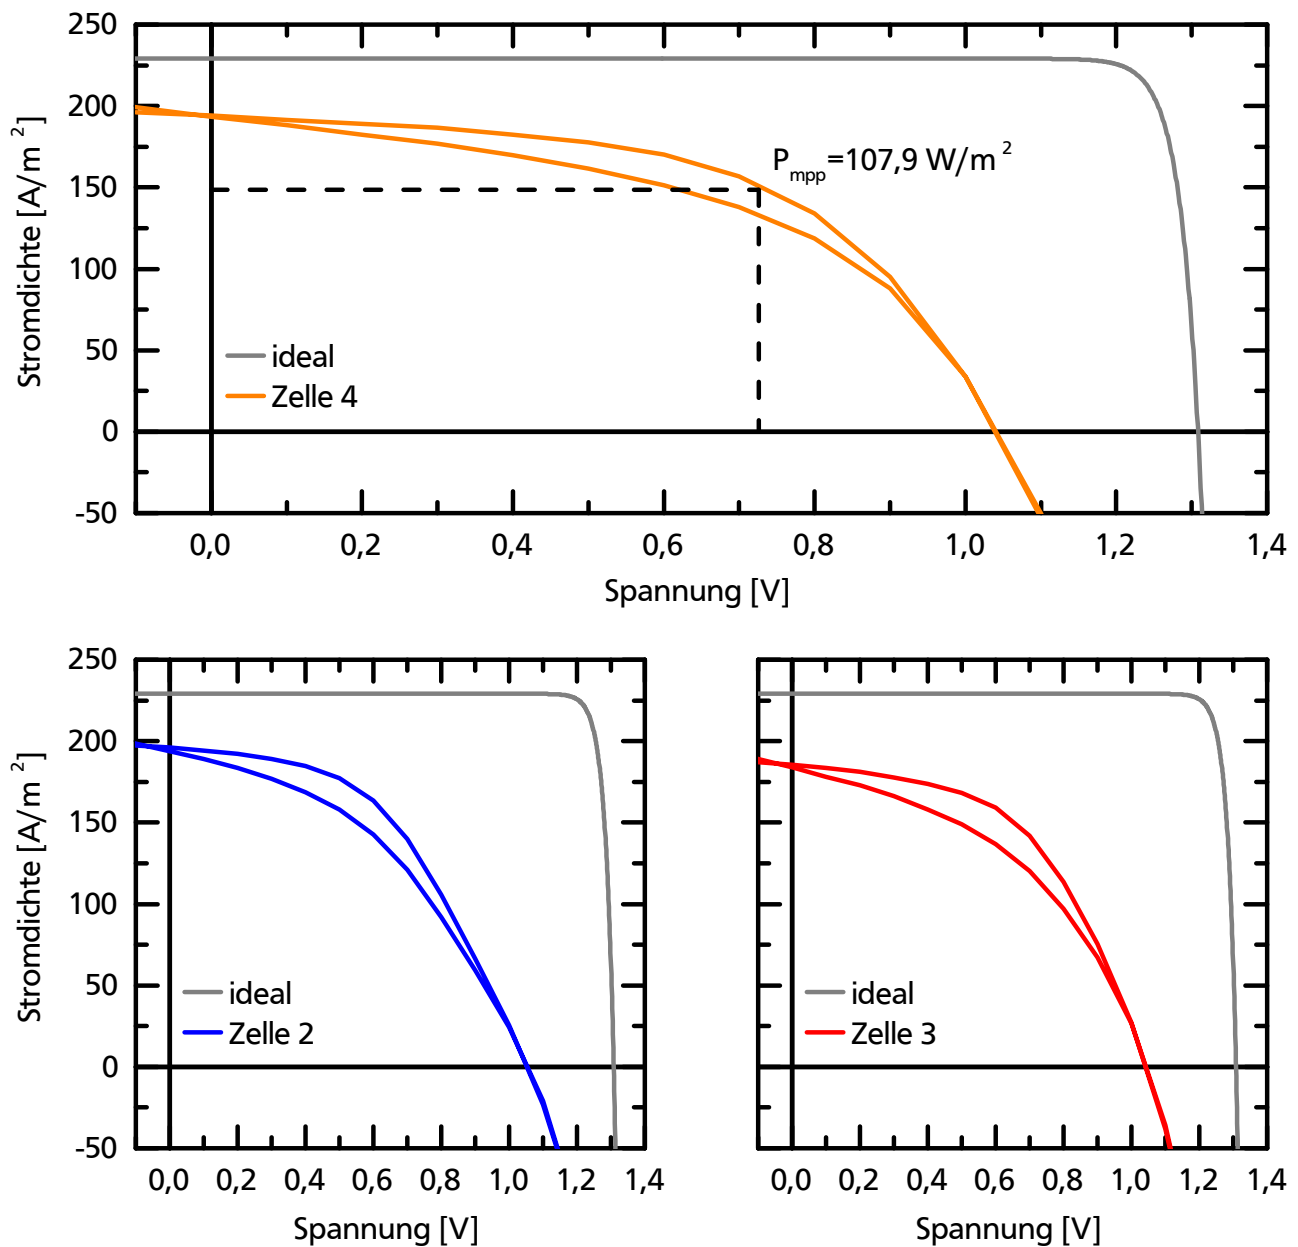 250
200
150
100
50
0
-50
Stromdichte [A/m²]
P_mpp=107,9 W/m²
ideal
Zelle 4
0,0 0,2 0,4 0,6 0,8 1,0 1,2 1,4
Spannung [V]
250
200
150
100
50
0
-50
Stromdichte [A/m²]
ideal
Zelle 2
0,0 0,2 0,4 0,6 0,8 1,0 1,2 1,4
Spannung [V]
ideal
Zelle 3
0,0 0,2 0,4 0,6 0,8 1,0 1,2 1,4
Spannung [V]